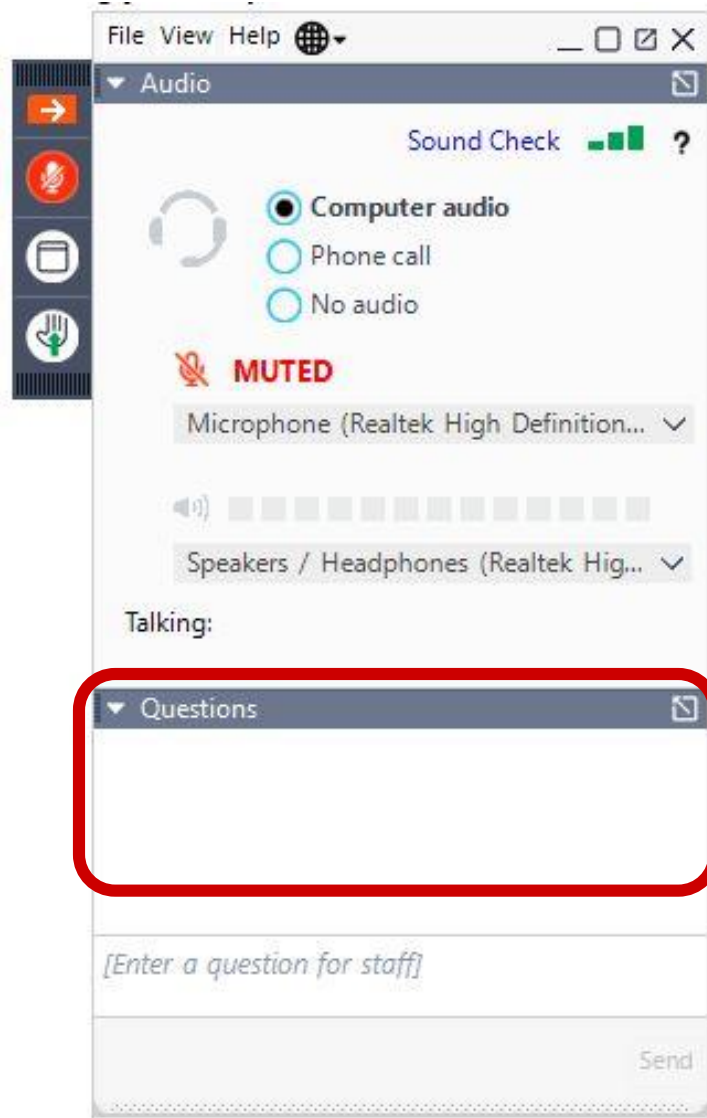 File View Help
Audio
Sound Check ?
Computer audio
Phone call
No audio
MUTED
Microphone (Realtek High Definition...
Speakers / Headphones (Realtek Hig...
Talking:
Questions
[Enter a question for staff]
Send